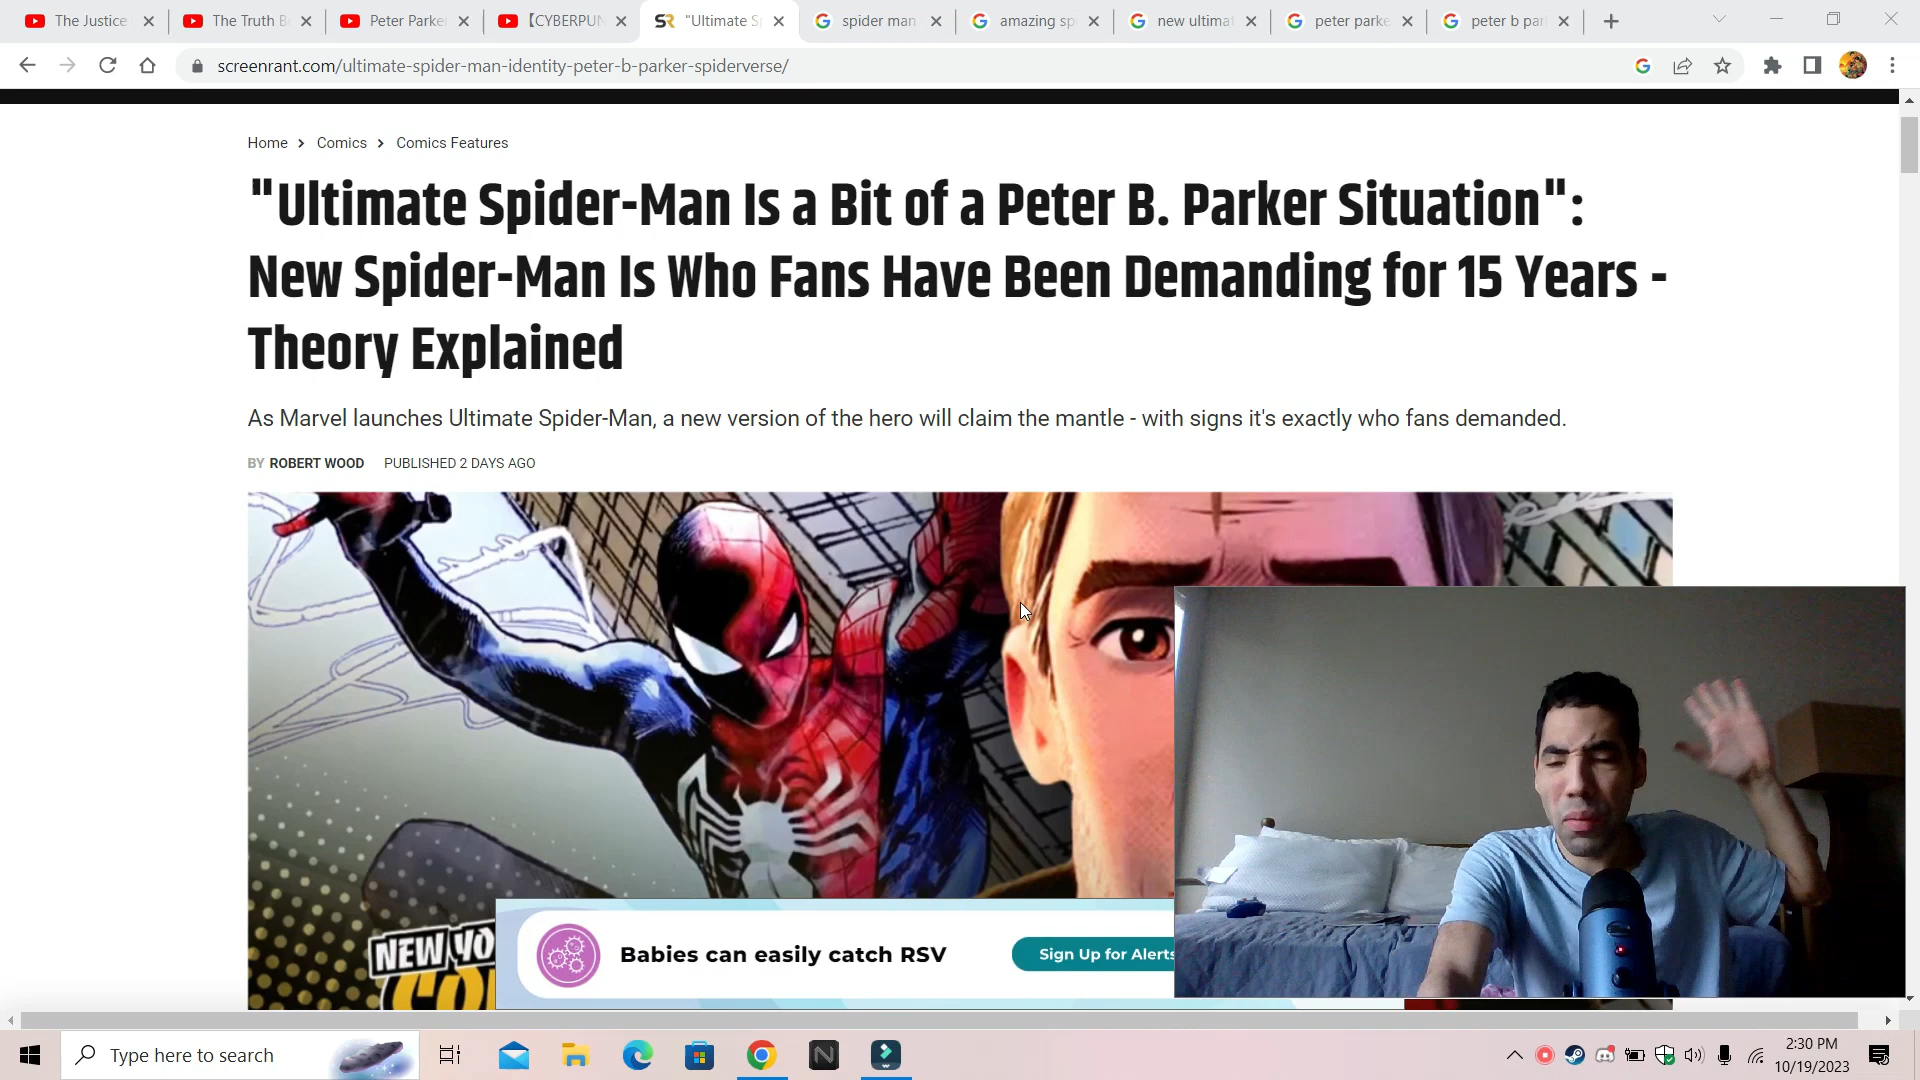 The Justice
The Truth B
Peter Parke
【CYBERPUN
"Ultimate S
spider man
amazing sp
new ultima
peter parke
peter b par
screenrant.com/ultimate-spider-man-identity-peter-b-parker-spiderverse/
Home > Comics > Comics Features
"Ultimate Spider-Man Is a Bit of a Peter B. Parker Situation":
New Spider-Man Is Who Fans Have Been Demanding for 15 Years -
Theory Explained
As Marvel launches Ultimate Spider-Man, a new version of the hero will claim the mantle - with signs it's exactly who fans demanded.
BY ROBERT WOOD PUBLISHED 2 DAYS AGO
NEW YO
CO
Babies can easily catch RSV
Sign Up for Alerts
Type here to search
2:30 PM
10/19/2023